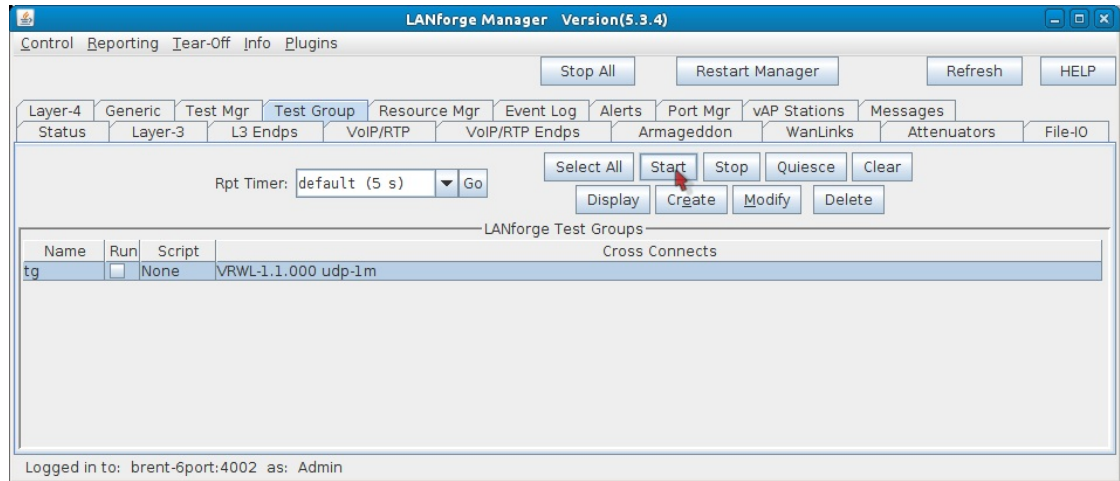 LANforge Manager Version(5.3.4)
Control Reporting Tear-Off Info Plugins
Stop All Restart Manager Refresh HELP
Layer-4 Generic Test Mgr Test Group Resource Mgr Event Log Alerts Port Mgr vAP Stations Messages
Status Layer-3 L3 Endps VoIP/RTP VoIP/RTP Endps Armageddon WanLinks Attenuators File-IO
Select All Start Stop Quiesce Clear
Rpt Timer: default (5 s) Go
Display Create Modify Delete
LANforge Test Groups
Name Run Script Cross Connects
tg None VRWL-1.1.000 udp-1m
Logged in to: brent-6port:4002 as: Admin